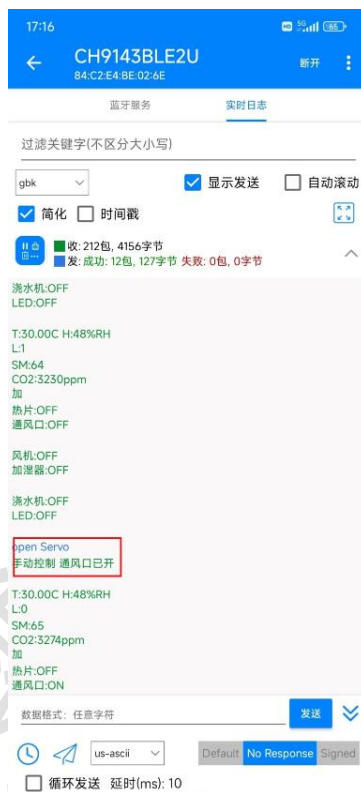 17:16
HD 5G 65
CH9143BLE2U
84:C2:E4:BE:02:6E
断开
蓝牙服务 实时日志
过滤关键字(不区分大小写)
gbk 显示发送 自动滚动
简化 时间戳
收: 212包, 4156字节
发: 成功: 12包, 127字节 失败: 0包, 0字节
浇水机:OFF
LED:OFF
T:30.00C H:48%RH
L:1
SM:64
CO2:3230ppm
加
热片:OFF
通风口:OFF
风机:OFF
加湿器:OFF
浇水机:OFF
LED:OFF
open Servo
手动控制 通风口已开
T:30.00C H:48%RH
L:0
SM:65
CO2:3274ppm
加
热片:OFF
通风口:ON
数据格式: 任意字符 发送
us-ascii Default No Response Signed
循环发送 延时(ms): 10